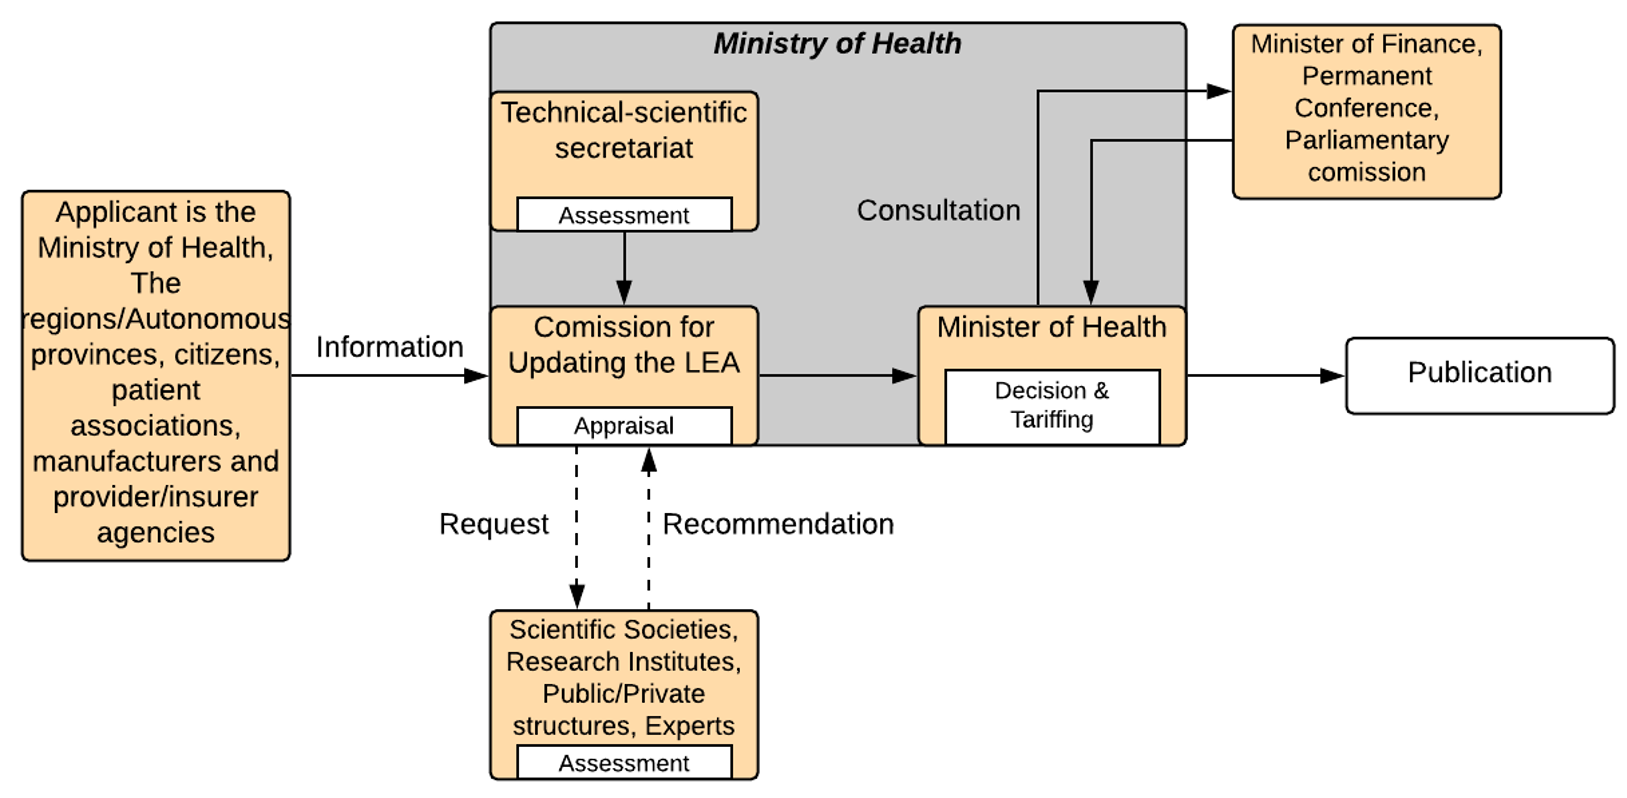 Ministry of Health
Minister of Finance,
Permanent
Conference,
Parliamentary
comission
Technical-scientific
secretariat
Assessment
Consultation
Applicant is the
Ministry of Health,
The
regions/Autonomous
provinces, citizens,
patient
associations,
manufacturers and
provider/insurer
agencies
Information
Comission for
Updating the LEA
Appraisal
Minister of Health
Decision &
Tariffing
Publication
Request
Recommendation
Scientific Societies,
Research Institutes,
Public/Private
structures, Experts
Assessment